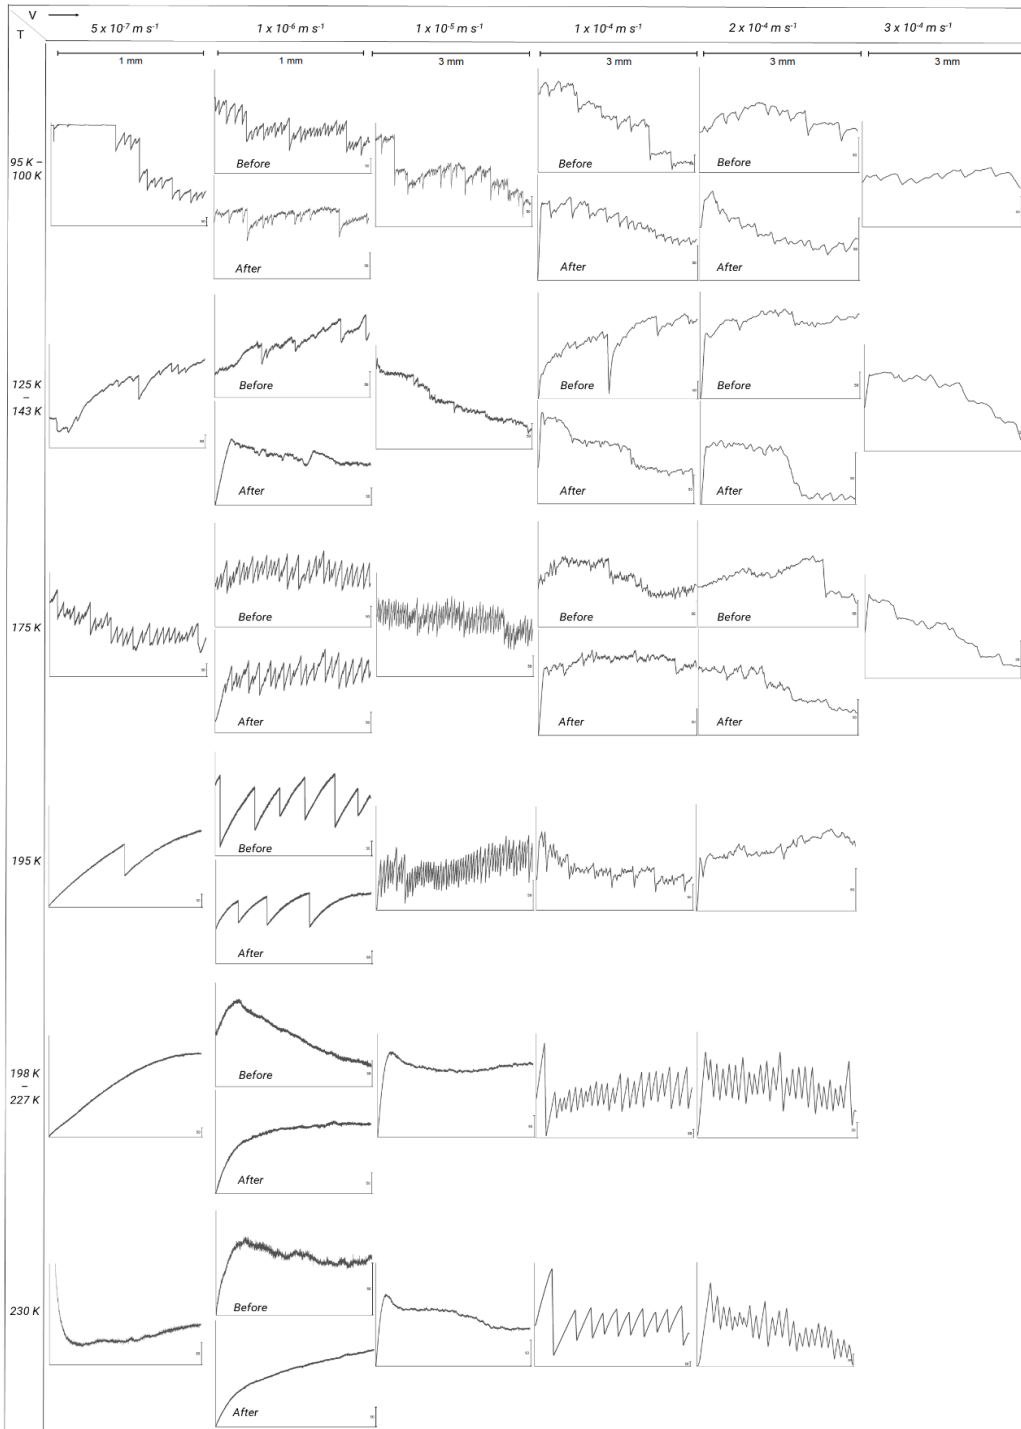 V
T
5 x 10⁻⁷ m s⁻¹ 1 x 10⁻⁶ m s⁻¹ 1 x 10⁻⁵ m s⁻¹ 1 x 10⁻⁴ m s⁻¹ 2 x 10⁻⁴ m s⁻¹ 3 x 10⁻⁴ m s⁻¹
1 mm 1 mm 3 mm 3 mm 3 mm 3 mm
95 K –
100 K
Before Before Before
After After After
125 K
–
143 K
Before Before Before
After After After
175 K
Before Before Before
After After After
195 K
Before
After
198 K
–
227 K
Before
After
230 K
Before
After